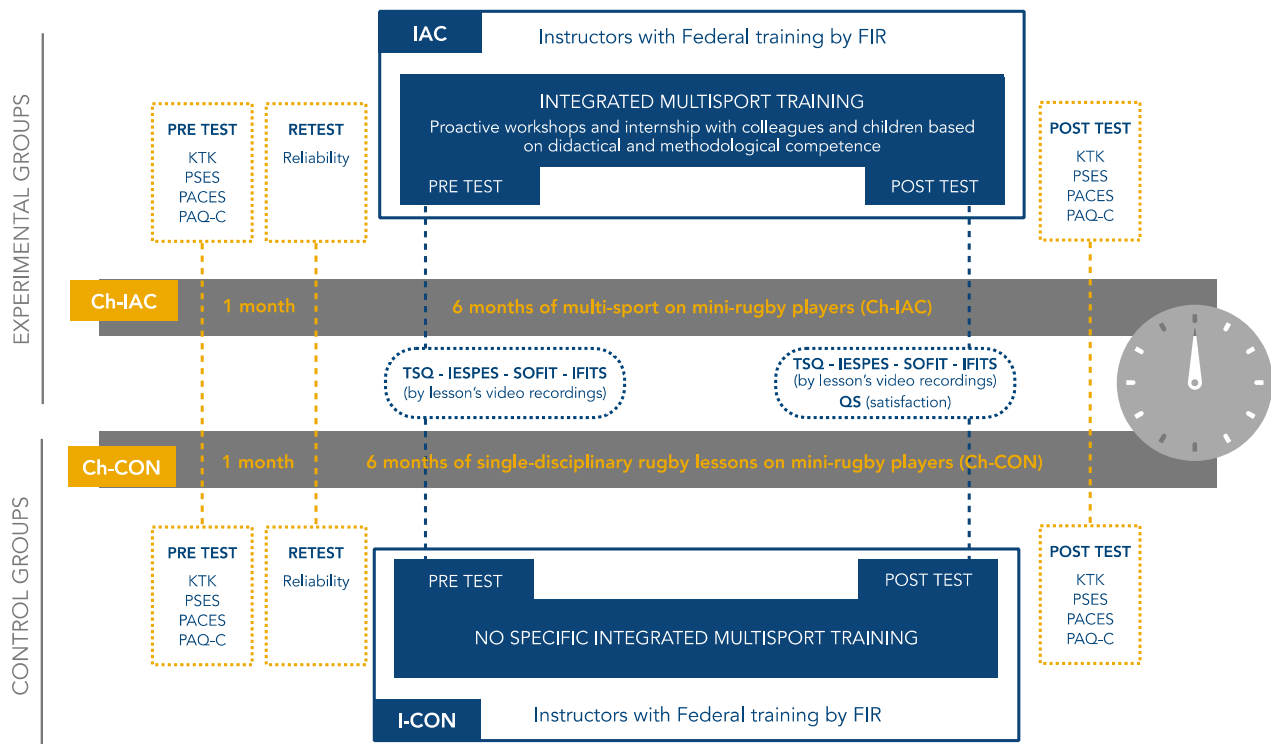 EXPERIMENTAL GROUPS
IAC
Instructors with Federal training by FIR
INTEGRATED MULTISPORT TRAINING
Proactive workshops and internship with colleagues and children based
on didactical and methodological competence
PRE TEST
POST TEST
PRE TEST
KTK
PSES
PACES
PAQ-C
RETEST
Reliability
POST TEST
KTK
PSES
PACES
PAQ-C
Ch-IAC
1 month
6 months of multi-sport on mini-rugby players (Ch-IAC)
TSQ - IESPES - SOFIT - IFITS
(by lesson's video recordings)
TSQ - IESPES - SOFIT - IFITS
(by lesson's video recordings)
QS (satisfaction)
CONTROL GROUPS
Ch-CON
1 month
6 months of single-disciplinary rugby lessons on mini-rugby players (Ch-CON)
PRE TEST
KTK
PSES
PACES
PAQ-C
RETEST
Reliability
PRE TEST
POST TEST
NO SPECIFIC INTEGRATED MULTISPORT TRAINING
I-CON
Instructors with Federal training by FIR
POST TEST
KTK
PSES
PACES
PAQ-C